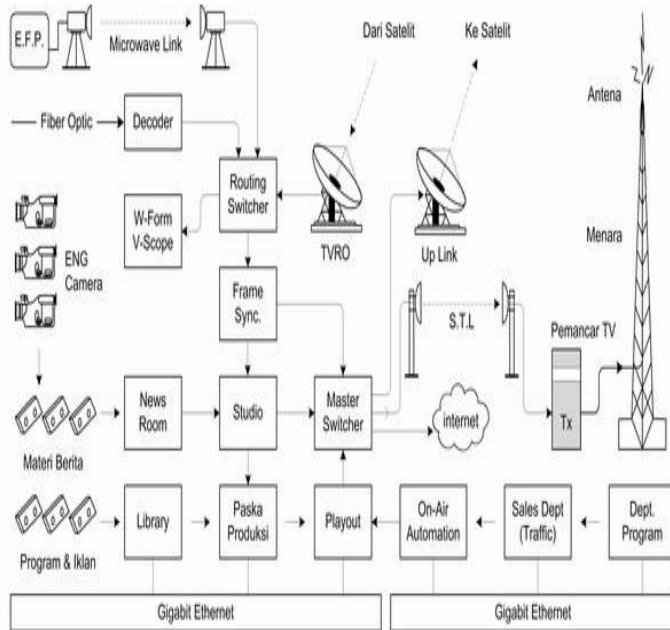 E.F.P.
Microwave Link
Dari Satelit
Ke Satelit
Antena
Fiber Optic
Decoder
Routing
Switcher
W-Form
V-Scope
TVRO
Up Link
Menara
ENG
Camera
Frame
Sync.
S.T.L
Pemancar TV
News
Room
Studio
Master
Switcher
internet
Tx
Materi Berita
Library
Paska
Produksi
Playout
On-Air
Automation
Sales Dept
(Traffic)
Dept.
Program
Program & Iklan
Gigabit Ethernet
Gigabit Ethernet